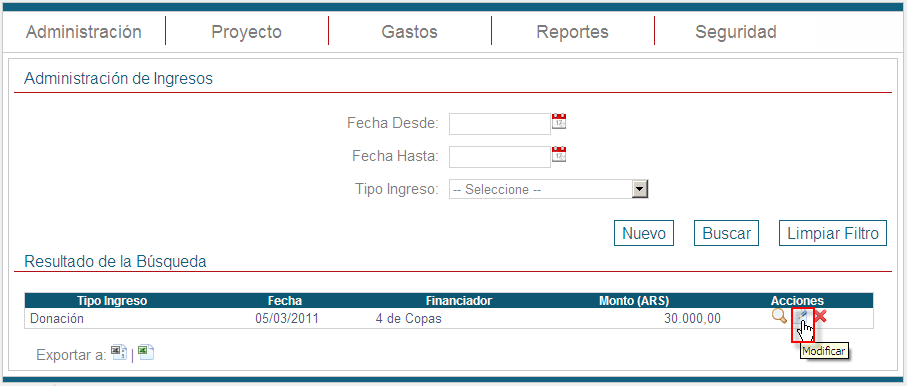 Administración Proyecto Gastos Reportes Seguridad
Administración de Ingresos
Fecha Desde:
Fecha Hasta:
Tipo Ingreso: -- Seleccione --
Nuevo Buscar Limpiar Filtro
Resultado de la Búsqueda
Tipo Ingreso Fecha Financiador Monto (ARS) Acciones
Donación 05/03/2011 4 de Copas 30.000,00
Modificar
Exportar a: |